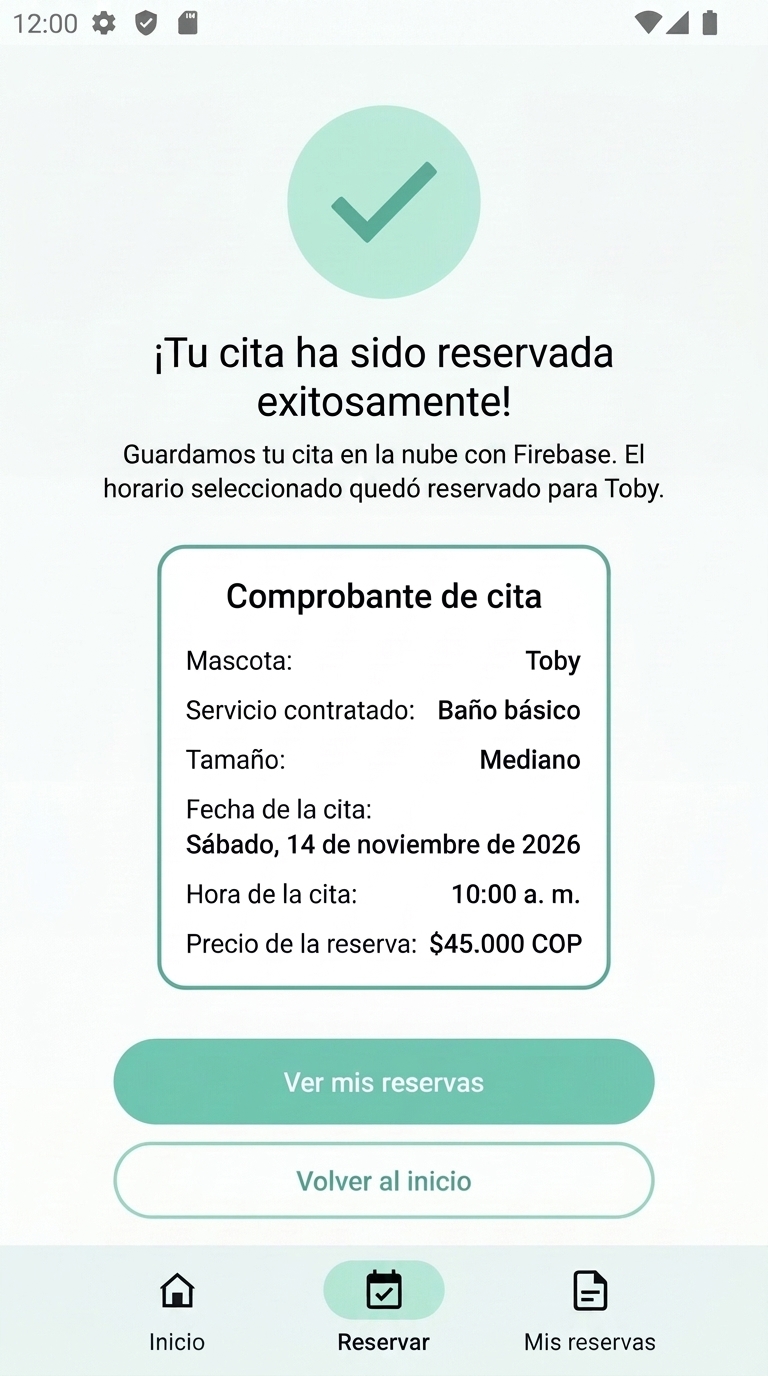 12:00
¡Tu cita ha sido reservada
exitosamente!
Guardamos tu cita en la nube con Firebase. El
horario seleccionado quedó reservado para Toby.
Comprobante de cita
Mascota: Toby
Servicio contratado: Baño básico
Tamaño: Mediano
Fecha de la cita:
Sábado, 14 de noviembre de 2026
Hora de la cita: 10:00 a. m.
Precio de la reserva: $45.000 COP
Ver mis reservas
Volver al inicio
Inicio Reservar Mis reservas